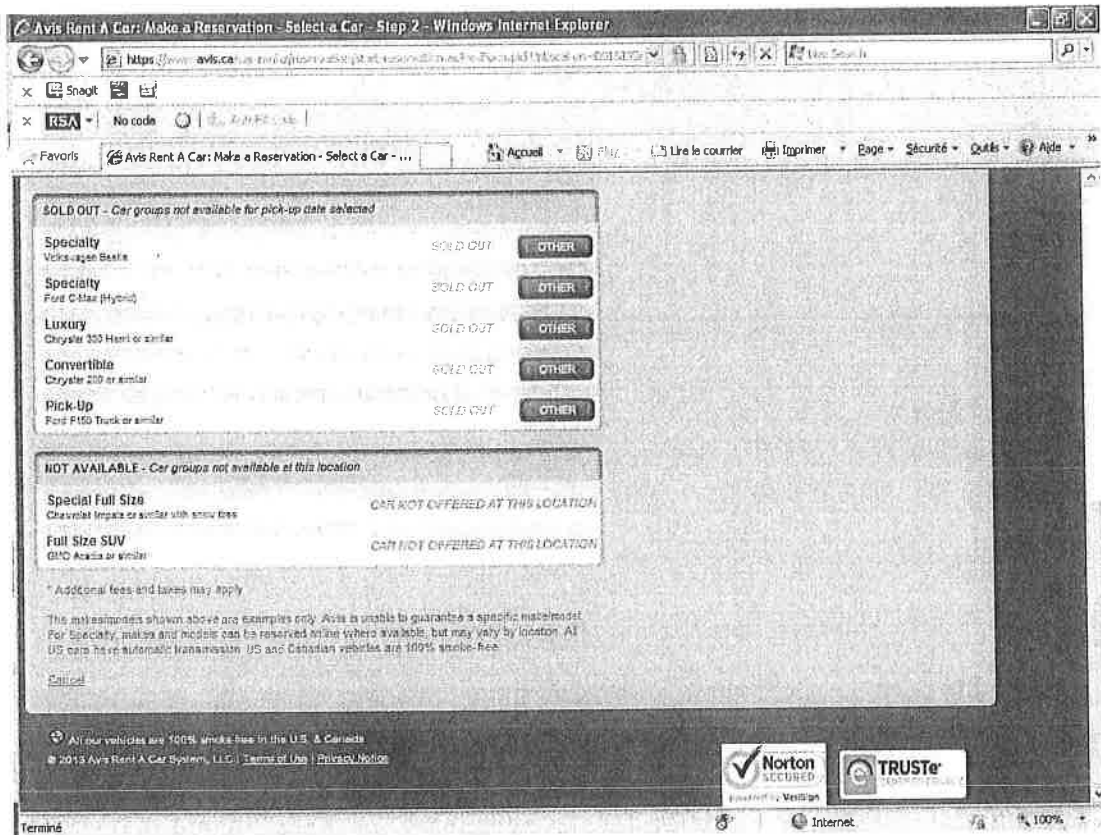 Avis Rent A Car: Make a Reservation - Select a Car - Step 2 - Windows Internet Explorer
https://www.avis.ca
Live Search
Snagit
RSA No code
Favoris Avis Rent A Car: Make a Reservation - Select a Car - ... Accueil Lire le courrier Imprimer Page Sécurité Outils Aide
SOLD OUT - Car groups not available for pick-up date selected
Specialty SOLD OUT OTHER
Volkswagen Beetle
Specialty SOLD OUT OTHER
Ford C-Max (Hybrid)
Luxury SOLD OUT OTHER
Chrysler 300 Hemi or similar
Convertible SOLD OUT OTHER
Chrysler 200 or similar
Pick-Up SOLD OUT OTHER
Ford F150 Truck or similar
NOT AVAILABLE - Car groups not available at this location
Special Full Size CAR NOT OFFERED AT THIS LOCATION
Chevrolet Impala or similar with snow tires
Full Size SUV CAR NOT OFFERED AT THIS LOCATION
GMC Acadia or similar
* Additional fees and taxes may apply
The makes/models shown above are examples only. Avis is unable to guarantee a specific make/model.
For Specialty, makes and models can be reserved online where available, but may vary by location. All
US cars have automatic transmission. US and Canadian vehicles are 100% smoke-free
Cancel
All our vehicles are 100% smoke free in the U.S. & Canada
© 2013 Avis Rent A Car System, LLC | Terms of Use | Privacy Notice
Norton
SECURED
powered by VeriSign
TRUSTe
Terminé Internet 100%